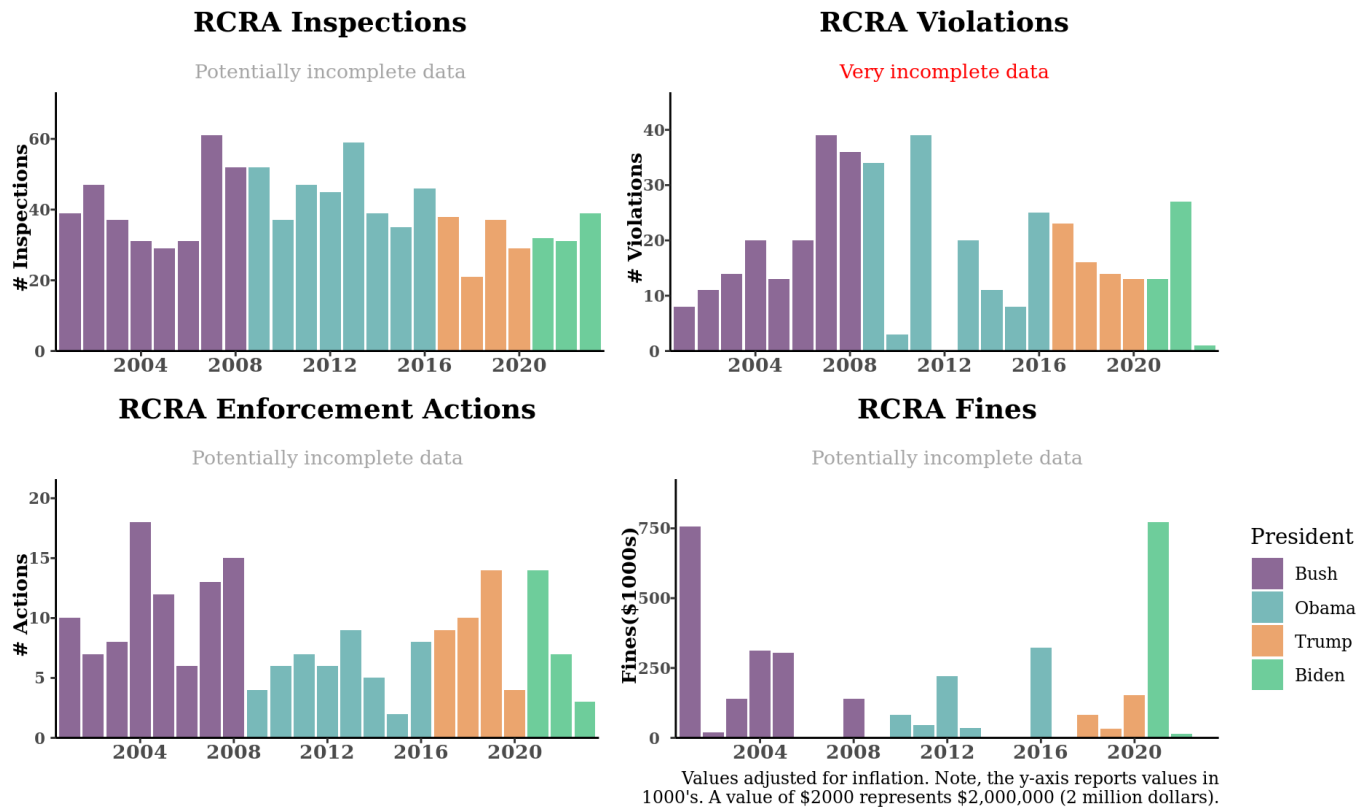 RCRA Inspections
Potentially incomplete data
# Inspections
60
40
20
0
2004
2008
2012
2016
2020
RCRA Violations
Very incomplete data
# Violations
40
30
20
10
0
2004
2008
2012
2016
2020
RCRA Enforcement Actions
Potentially incomplete data
# Actions
20
15
10
5
0
2004
2008
2012
2016
2020
RCRA Fines
Potentially incomplete data
Fines($1000s)
750
500
250
0
2004
2008
2012
2016
2020
President
Bush
Obama
Trump
Biden
Values adjusted for inflation. Note, the y-axis reports values in
1000's. A value of $2000 represents $2,000,000 (2 million dollars).